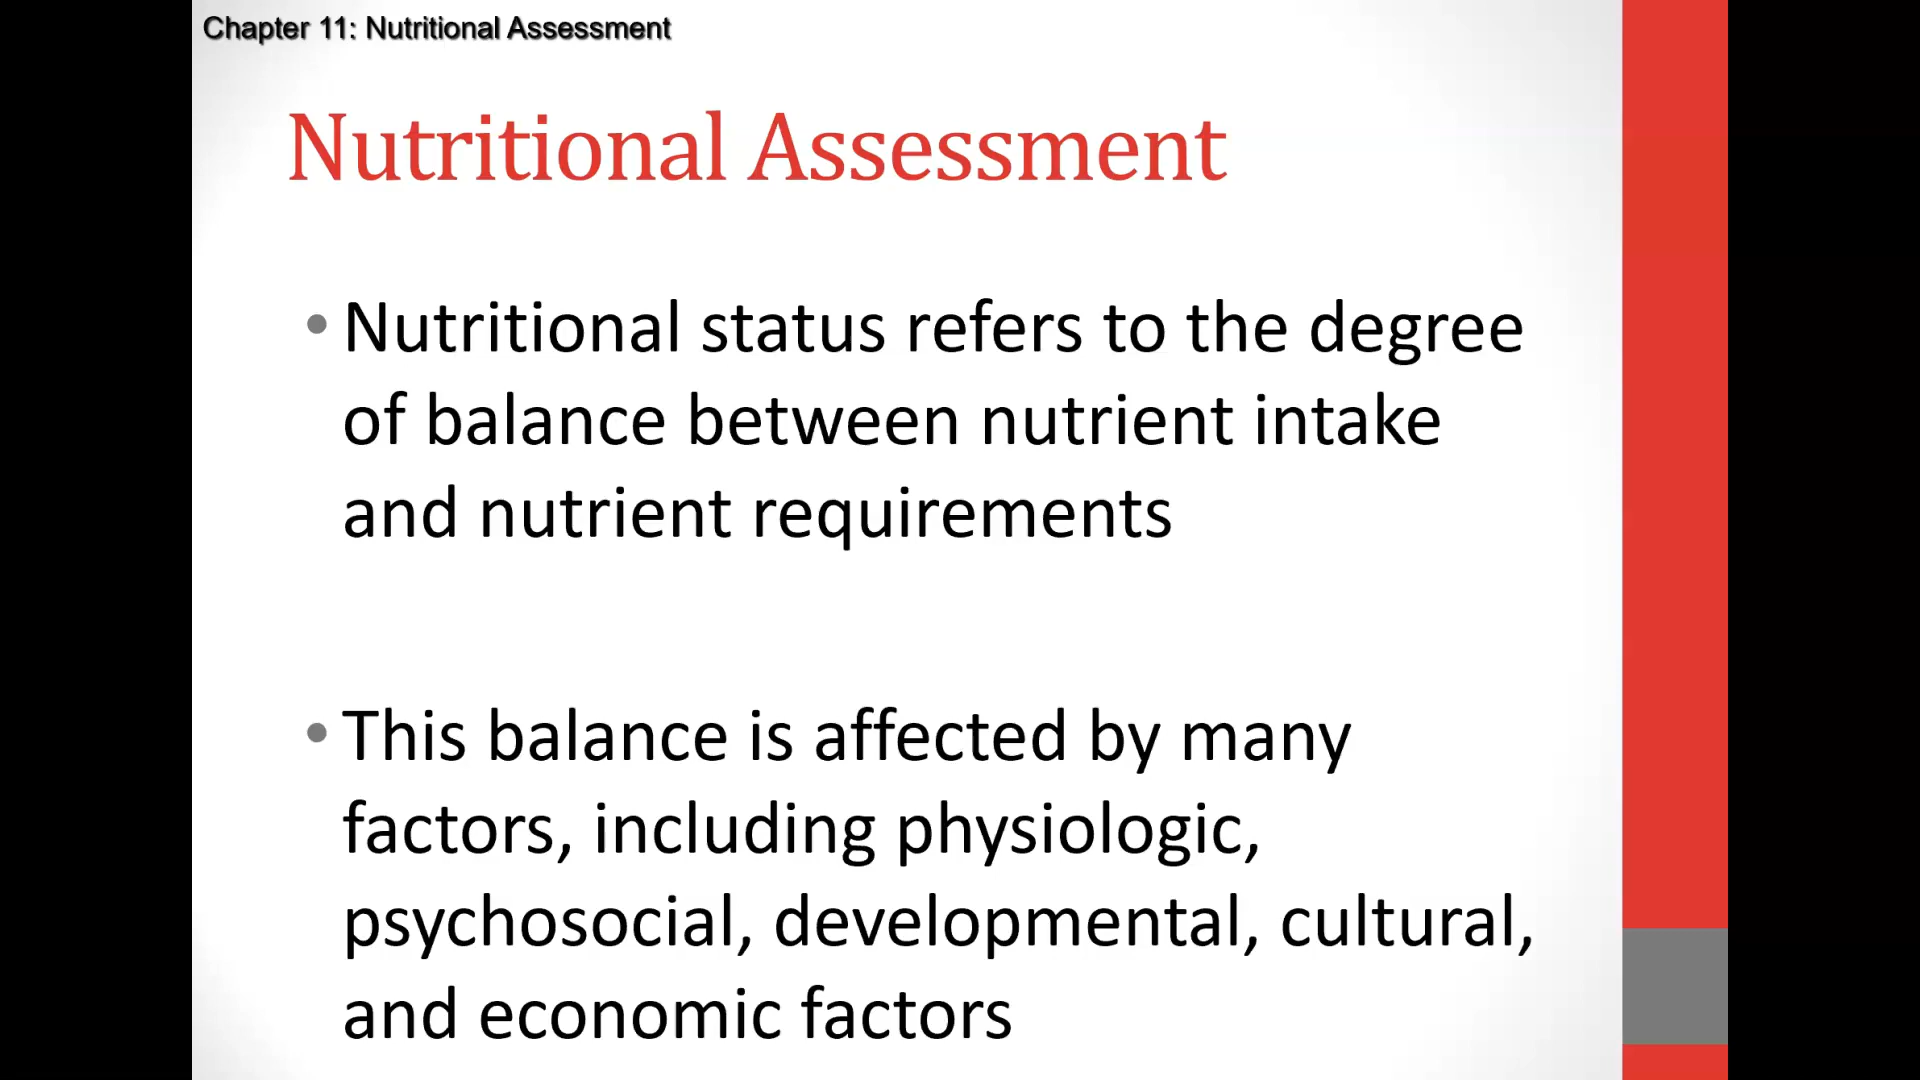 Chapter 11: Nutritional Assessment
Nutritional Assessment
• Nutritional status refers to the degree
of balance between nutrient intake
and nutrient requirements
• This balance is affected by many
factors, including physiologic,
psychosocial, developmental, cultural,
and economic factors